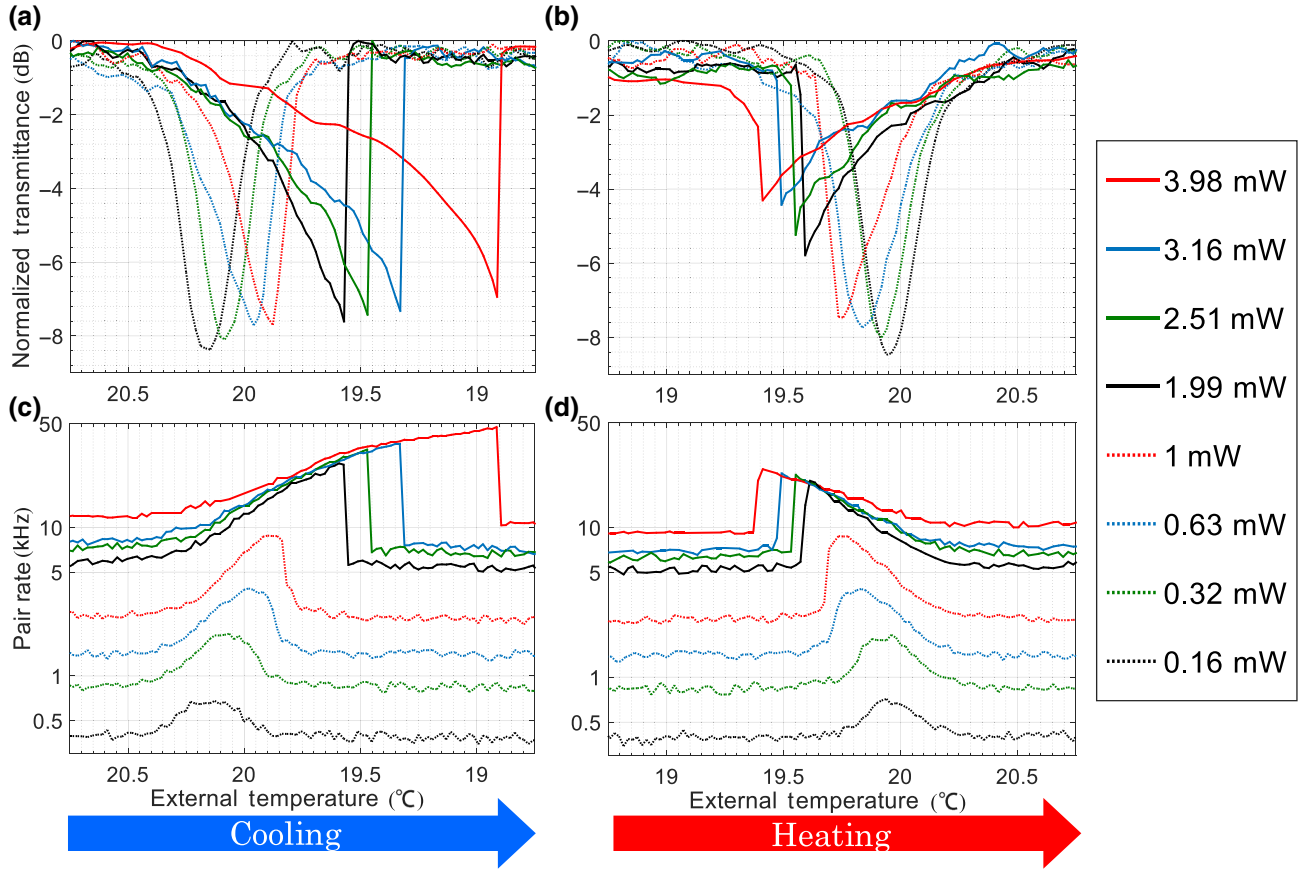 (a)
Normalized transmittance (dB)
0
−2
−4
−6
−8
20.5 20 19.5 19
(b)
0
−2
−4
−6
−8
19 19.5 20 20.5
(c)
Pair rate (kHz)
50
10
5
1
0.5
20.5 20 19.5 19
External temperature (℃)
Cooling
(d)
50
10
5
1
0.5
19 19.5 20 20.5
External temperature (℃)
Heating
3.98 mW
3.16 mW
2.51 mW
1.99 mW
1 mW
0.63 mW
0.32 mW
0.16 mW